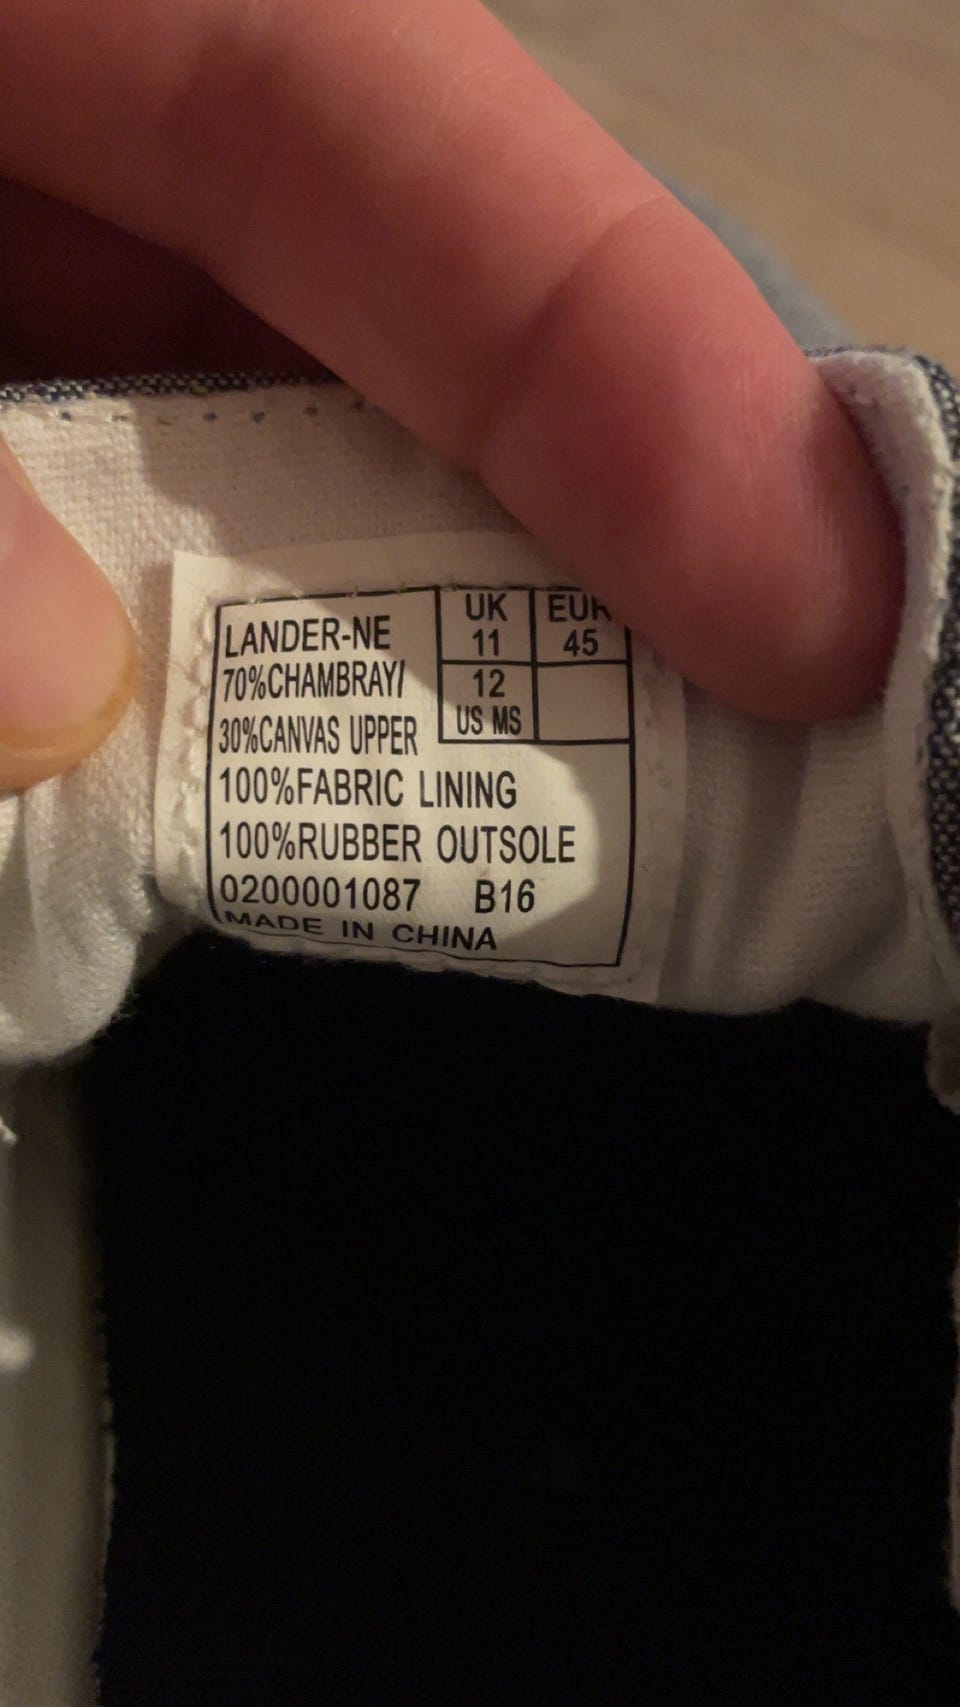 LANDER-NE
70%CHAMBRAY/
30%CANVAS UPPER
100%FABRIC LINING
100%RUBBER OUTSOLE
0200001087 B16
MADE IN CHINA
UK EUR
11 45
12
US MS